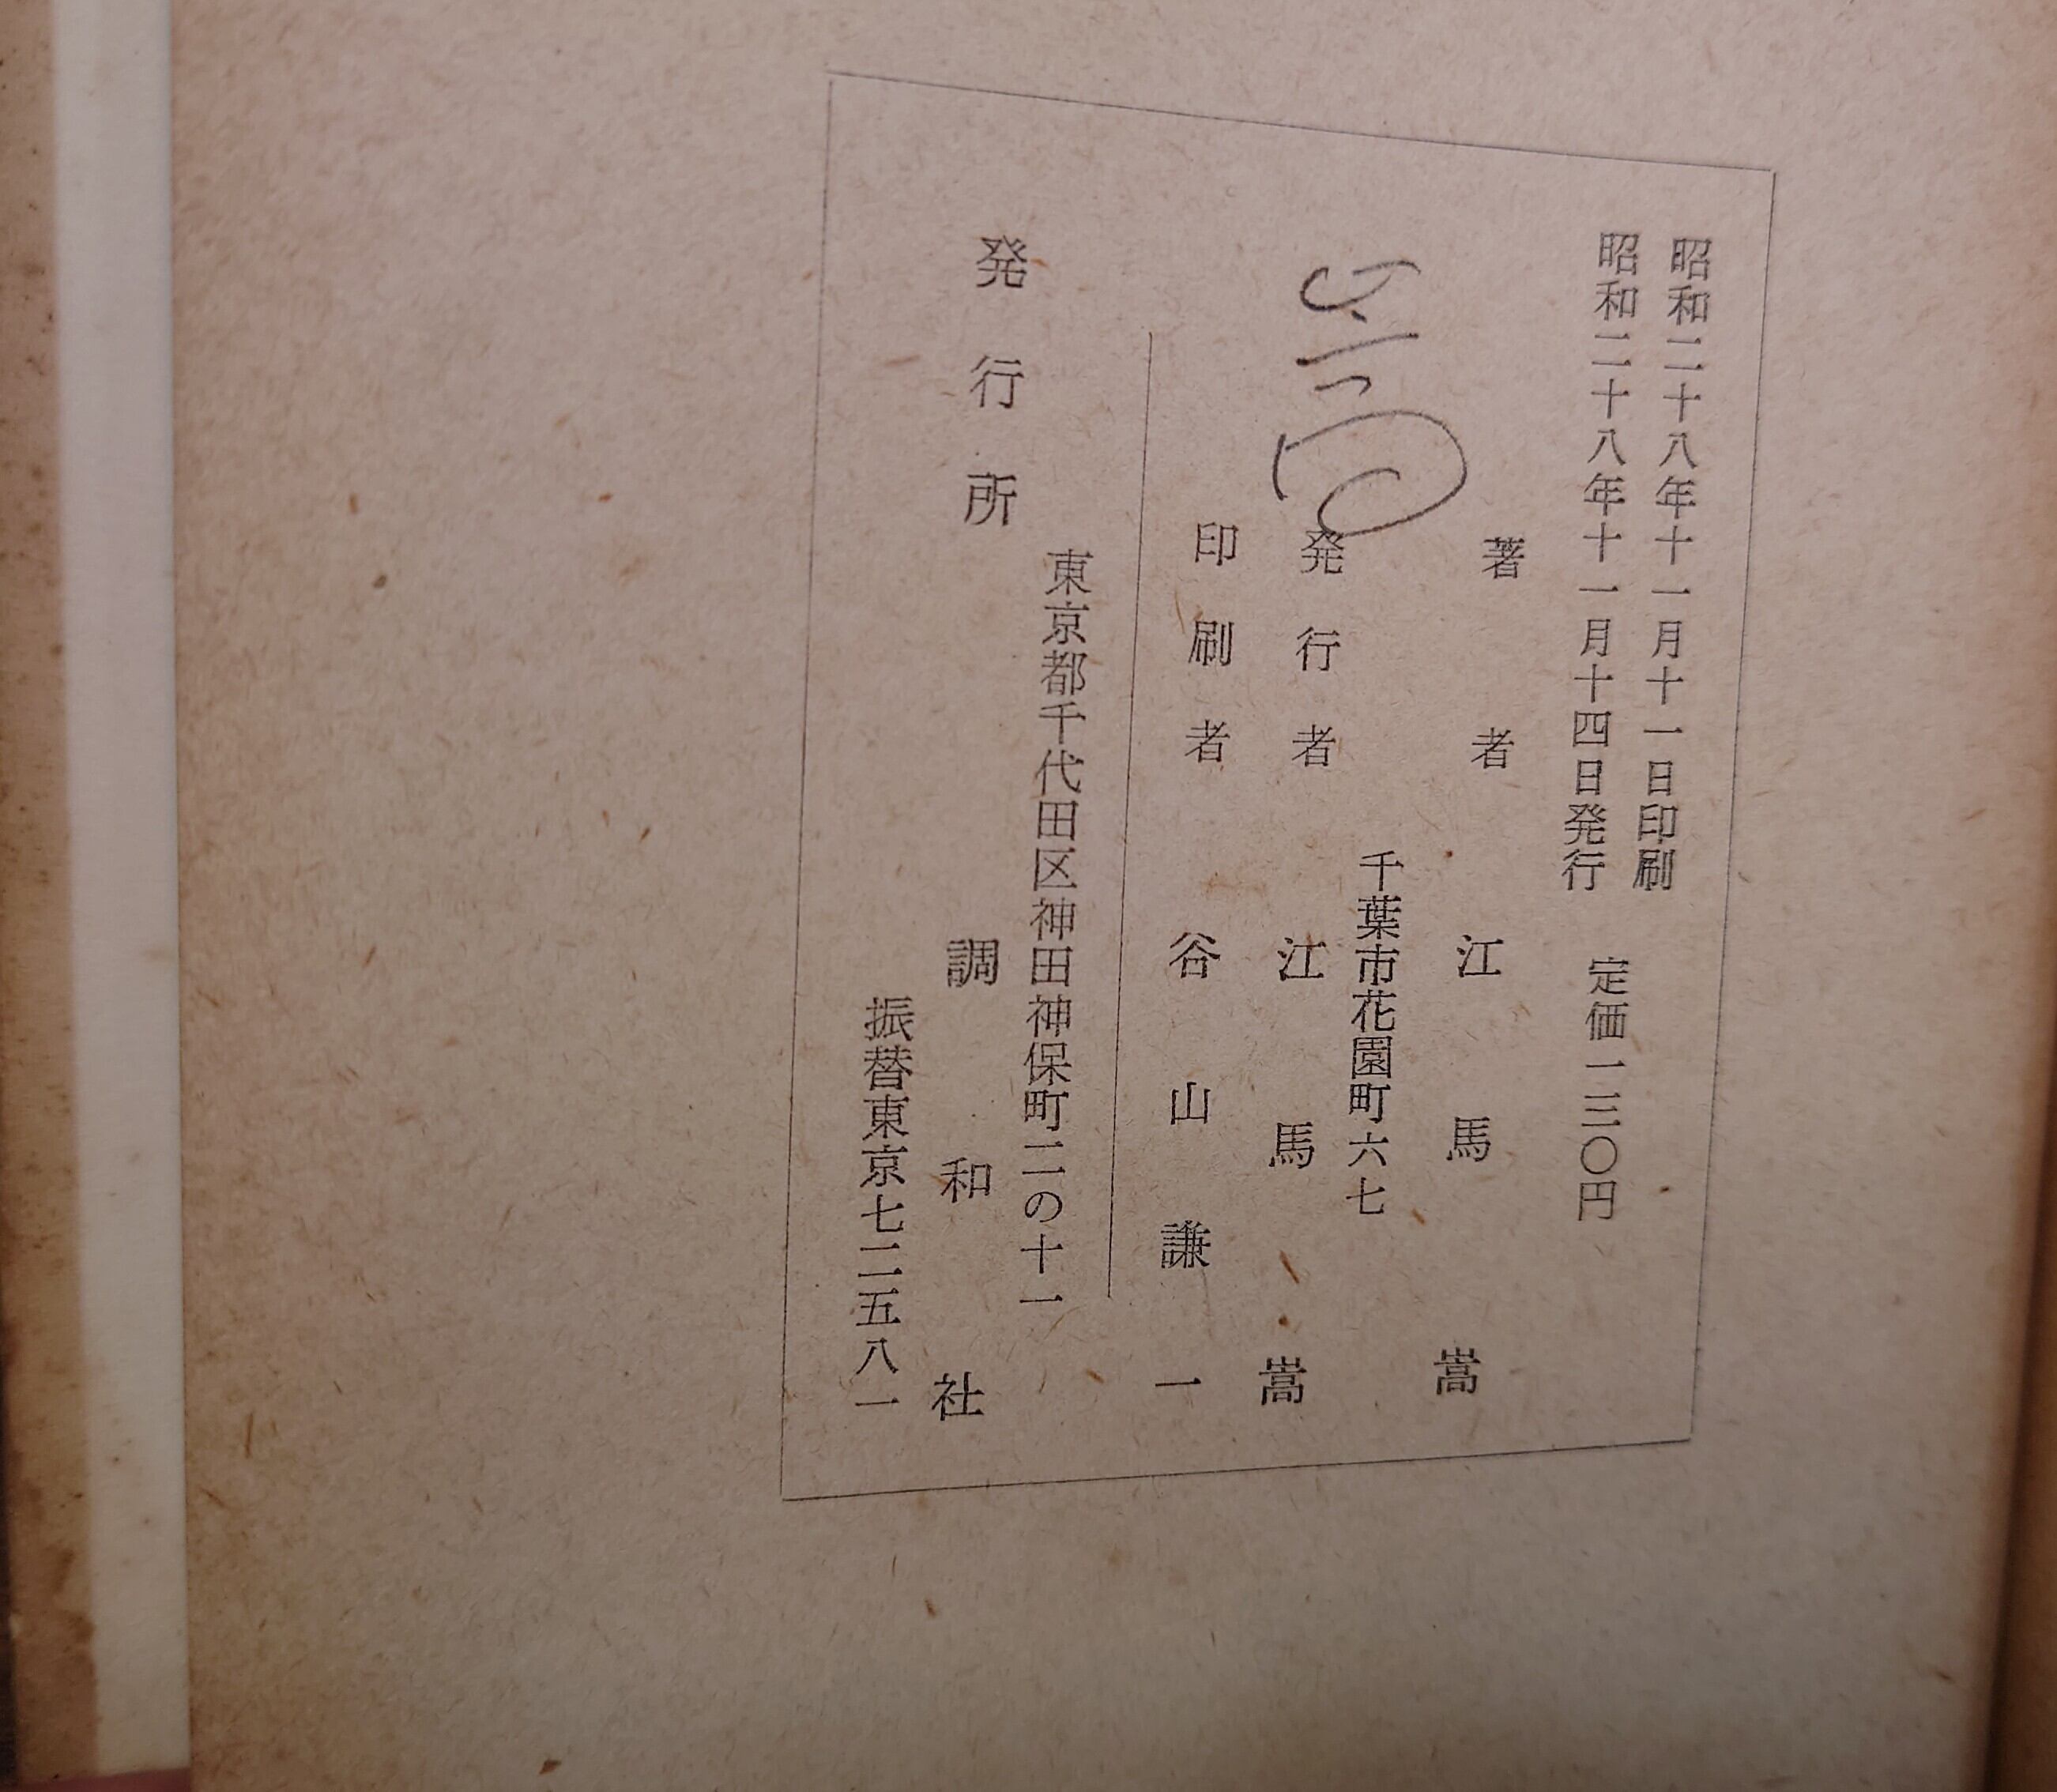 昭和二十八年十一月十一日印刷
昭和二十八年十一月十四日発行
定価一三〇円
著者 江馬嵩
千葉市花園町六七
発行者 江馬嵩
印刷者 谷山謙一
東京都千代田区神田神保町二の十一
発行所 調和社
振替東京七二五八一